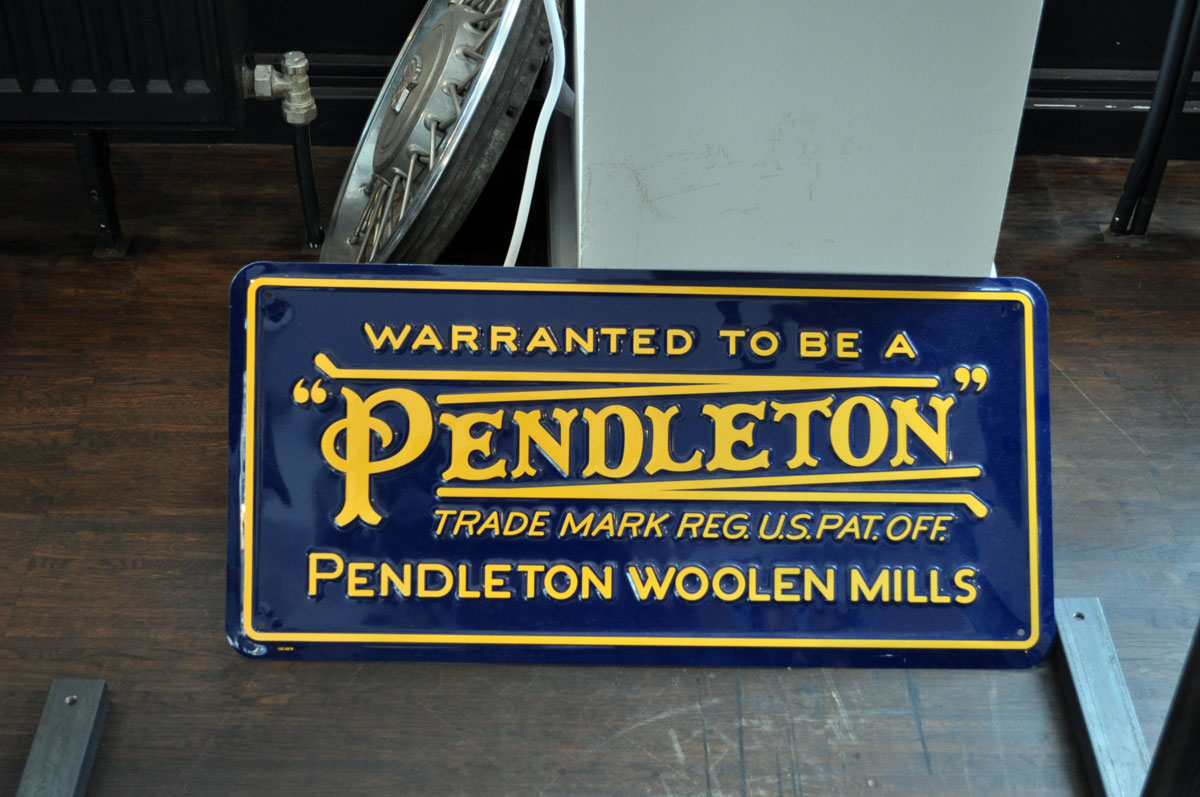 WARRANTED TO BE A
“PENDLETON”
TRADE MARK REG. U.S. PAT. OFF.
PENDLETON WOOLEN MILLS